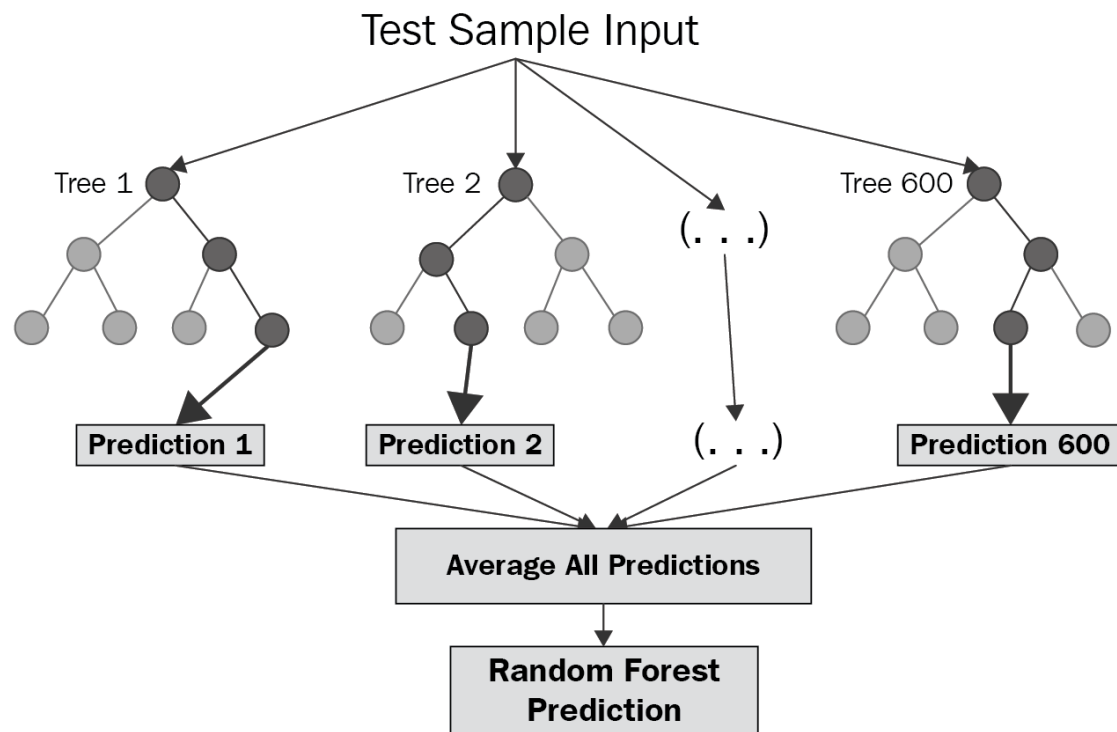 Test Sample Input
Tree 1
Tree 2
Tree 600
(. . .)
Prediction 1
Prediction 2
(. . .)
Prediction 600
Average All Predictions
Random Forest
Prediction